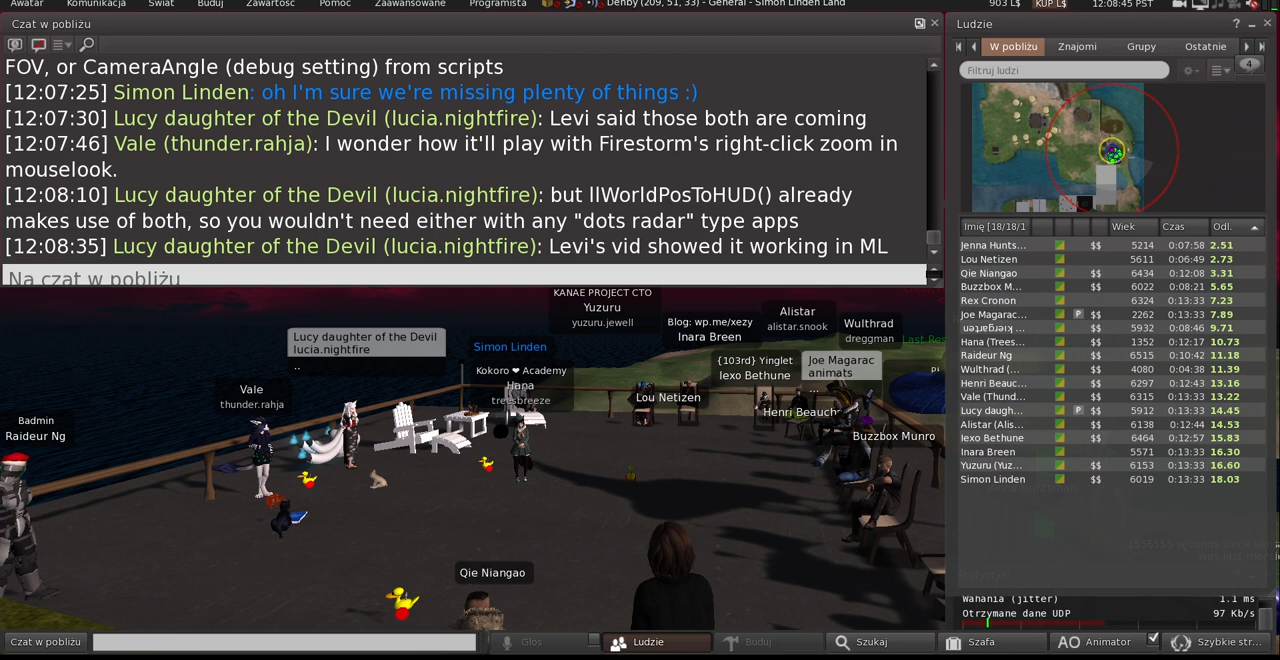 Awatar Komunikacja Świat Buduj Zawartość Pomoc Zaawansowane Programista Denby (209, 51, 33) - General - Simon Linden Land 903 L$ KUP L$ 12:08:45 PST
Czat w pobliżu
FOV, or CameraAngle (debug setting) from scripts
[12:07:25] Simon Linden: oh I'm sure we're missing plenty of things :)
[12:07:30] Lucy daughter of the Devil (lucia.nightfire): Levi said those both are coming
[12:07:46] Vale (thunder.rahja): I wonder how it'll play with Firestorm's right-click zoom in
mouselook.
[12:08:10] Lucy daughter of the Devil (lucia.nightfire): but llWorldPosToHUD() already
makes use of both, so you wouldn't need either with any "dots radar" type apps
[12:08:35] Lucy daughter of the Devil (lucia.nightfire): Levi's vid showed it working in ML
Na czat w pobliżu
KANAE PROJECT CTO
Yuzuru
yuzuru.jewell
Alistar
alistar.snook
Blog: wp.me/xezy
Inara Breen
Wulthrad
dreggman
Last Res
Lucy daughter of the Devil
lucia.nightfire
..
Simon Linden
{103rd} Yinglet
Iexo Bethune
Joe Magarac
animats
...
Kokoro ❤ Academy
Hana
treesbreeze
Vale
thunder.rahja
Lou Netizen
Henri Beauch
Badmin
Raideur Ng
Buzzbox Munro
Qie Niangao
Ludzie
? _ ×
W pobliżu Znajomi Grupy Ostatnie
Filtruj ludzi
4
Imię [18/18/1 Wiek Czas Odl.
Jenna Hunts... $$ 5214 0:07:58 2.51
Lou Netizen 5611 0:06:49 2.73
Qie Niangao $$ 6434 0:12:08 3.31
Buzzbox M... $$ 6022 0:08:21 5.65
Rex Cronon 6324 0:13:33 7.23
Joe Magarac... P $$ 2262 0:13:33 7.89
$$ 5932 0:08:46 9.71
Hana (Trees... $$ 1352 0:12:17 10.73
Raideur Ng $$ 6515 0:10:42 11.18
Wulthrad (... $$ 4080 0:04:38 11.39
Henri Beauc... $$ 6297 0:12:43 13.16
Vale (Thund... $$ 6315 0:13:33 13.22
Lucy daugh... P $$ 5912 0:13:33 14.45
Alistar (Alis... $$ 6138 0:12:44 14.53
Iexo Bethune $$ 6464 0:12:57 15.83
Inara Breen 5571 0:13:33 16.30
Yuzuru (Yuz... $$ 6153 0:13:33 16.60
Simon Linden $$ 6019 0:13:33 18.03
Wahania (jitter) 1.1 ms
Otrzymane dane UDP 97 Kb/s
Czat w pobliżu Głos Ludzie Buduj Szukaj Szafa AO Animator Szybkie str...